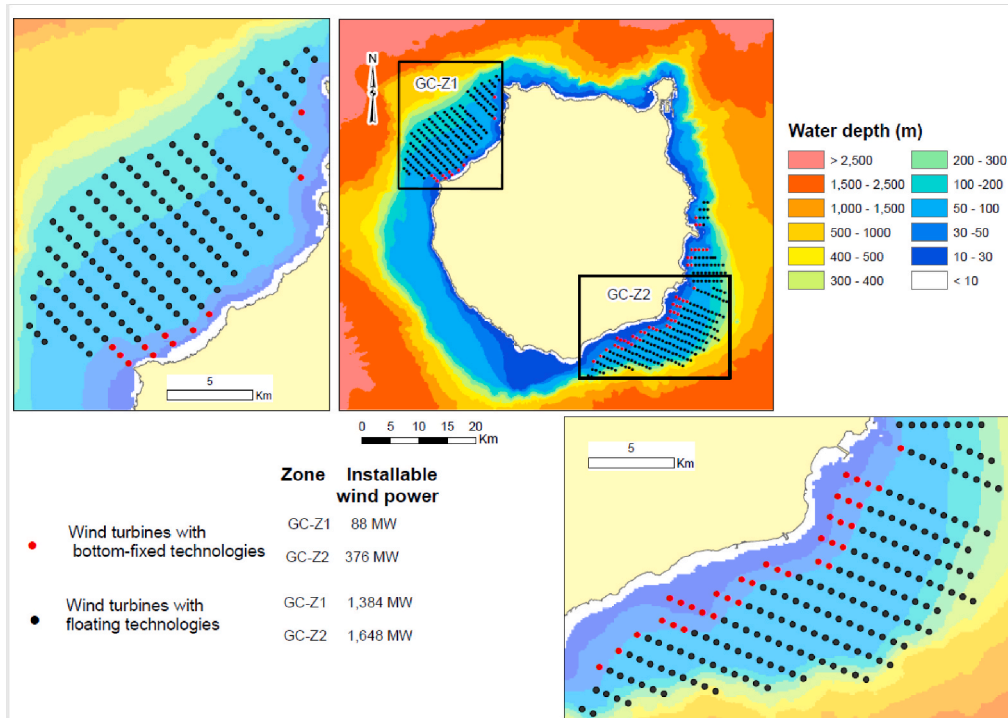 N
GC-Z1
GC-Z2
5
Km
0 5 10 15 20
Km
Water depth (m)
> 2,500
1,500 - 2,500
1,000 - 1,500
500 - 1000
400 - 500
300 - 400
200 - 300
100 -200
50 - 100
30 -50
10 - 30
< 10
Zone Installable
wind power
Wind turbines with
bottom-fixed technologies
GC-Z1 88 MW
GC-Z2 376 MW
Wind turbines with
floating technologies
GC-Z1 1,384 MW
GC-Z2 1,648 MW
5
Km